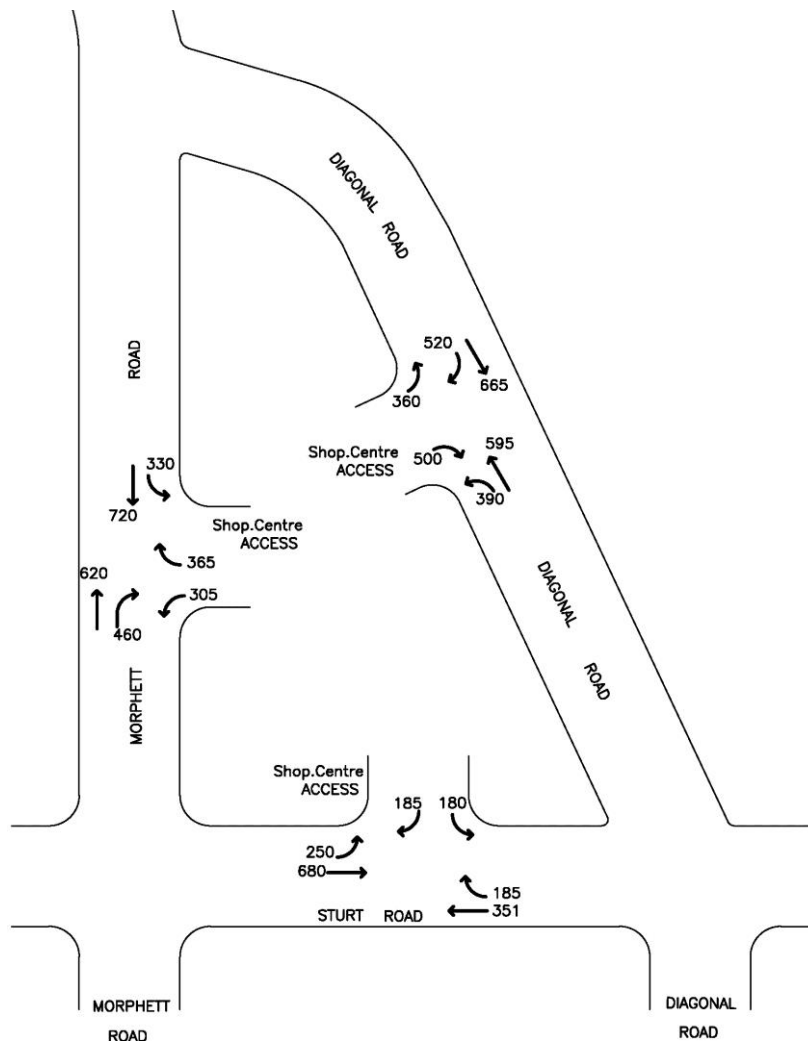 DIAGONAL
ROAD
ROAD
520
665
360
Shop.Centre
ACCESS
500
595
390
330
720
Shop.Centre
ACCESS
365
620
305
460
MORPHETT
DIAGONAL
ROAD
Shop.Centre
ACCESS
185
180
250
680
185
351
STURT ROAD
MORPHETT
ROAD
DIAGONAL
ROAD